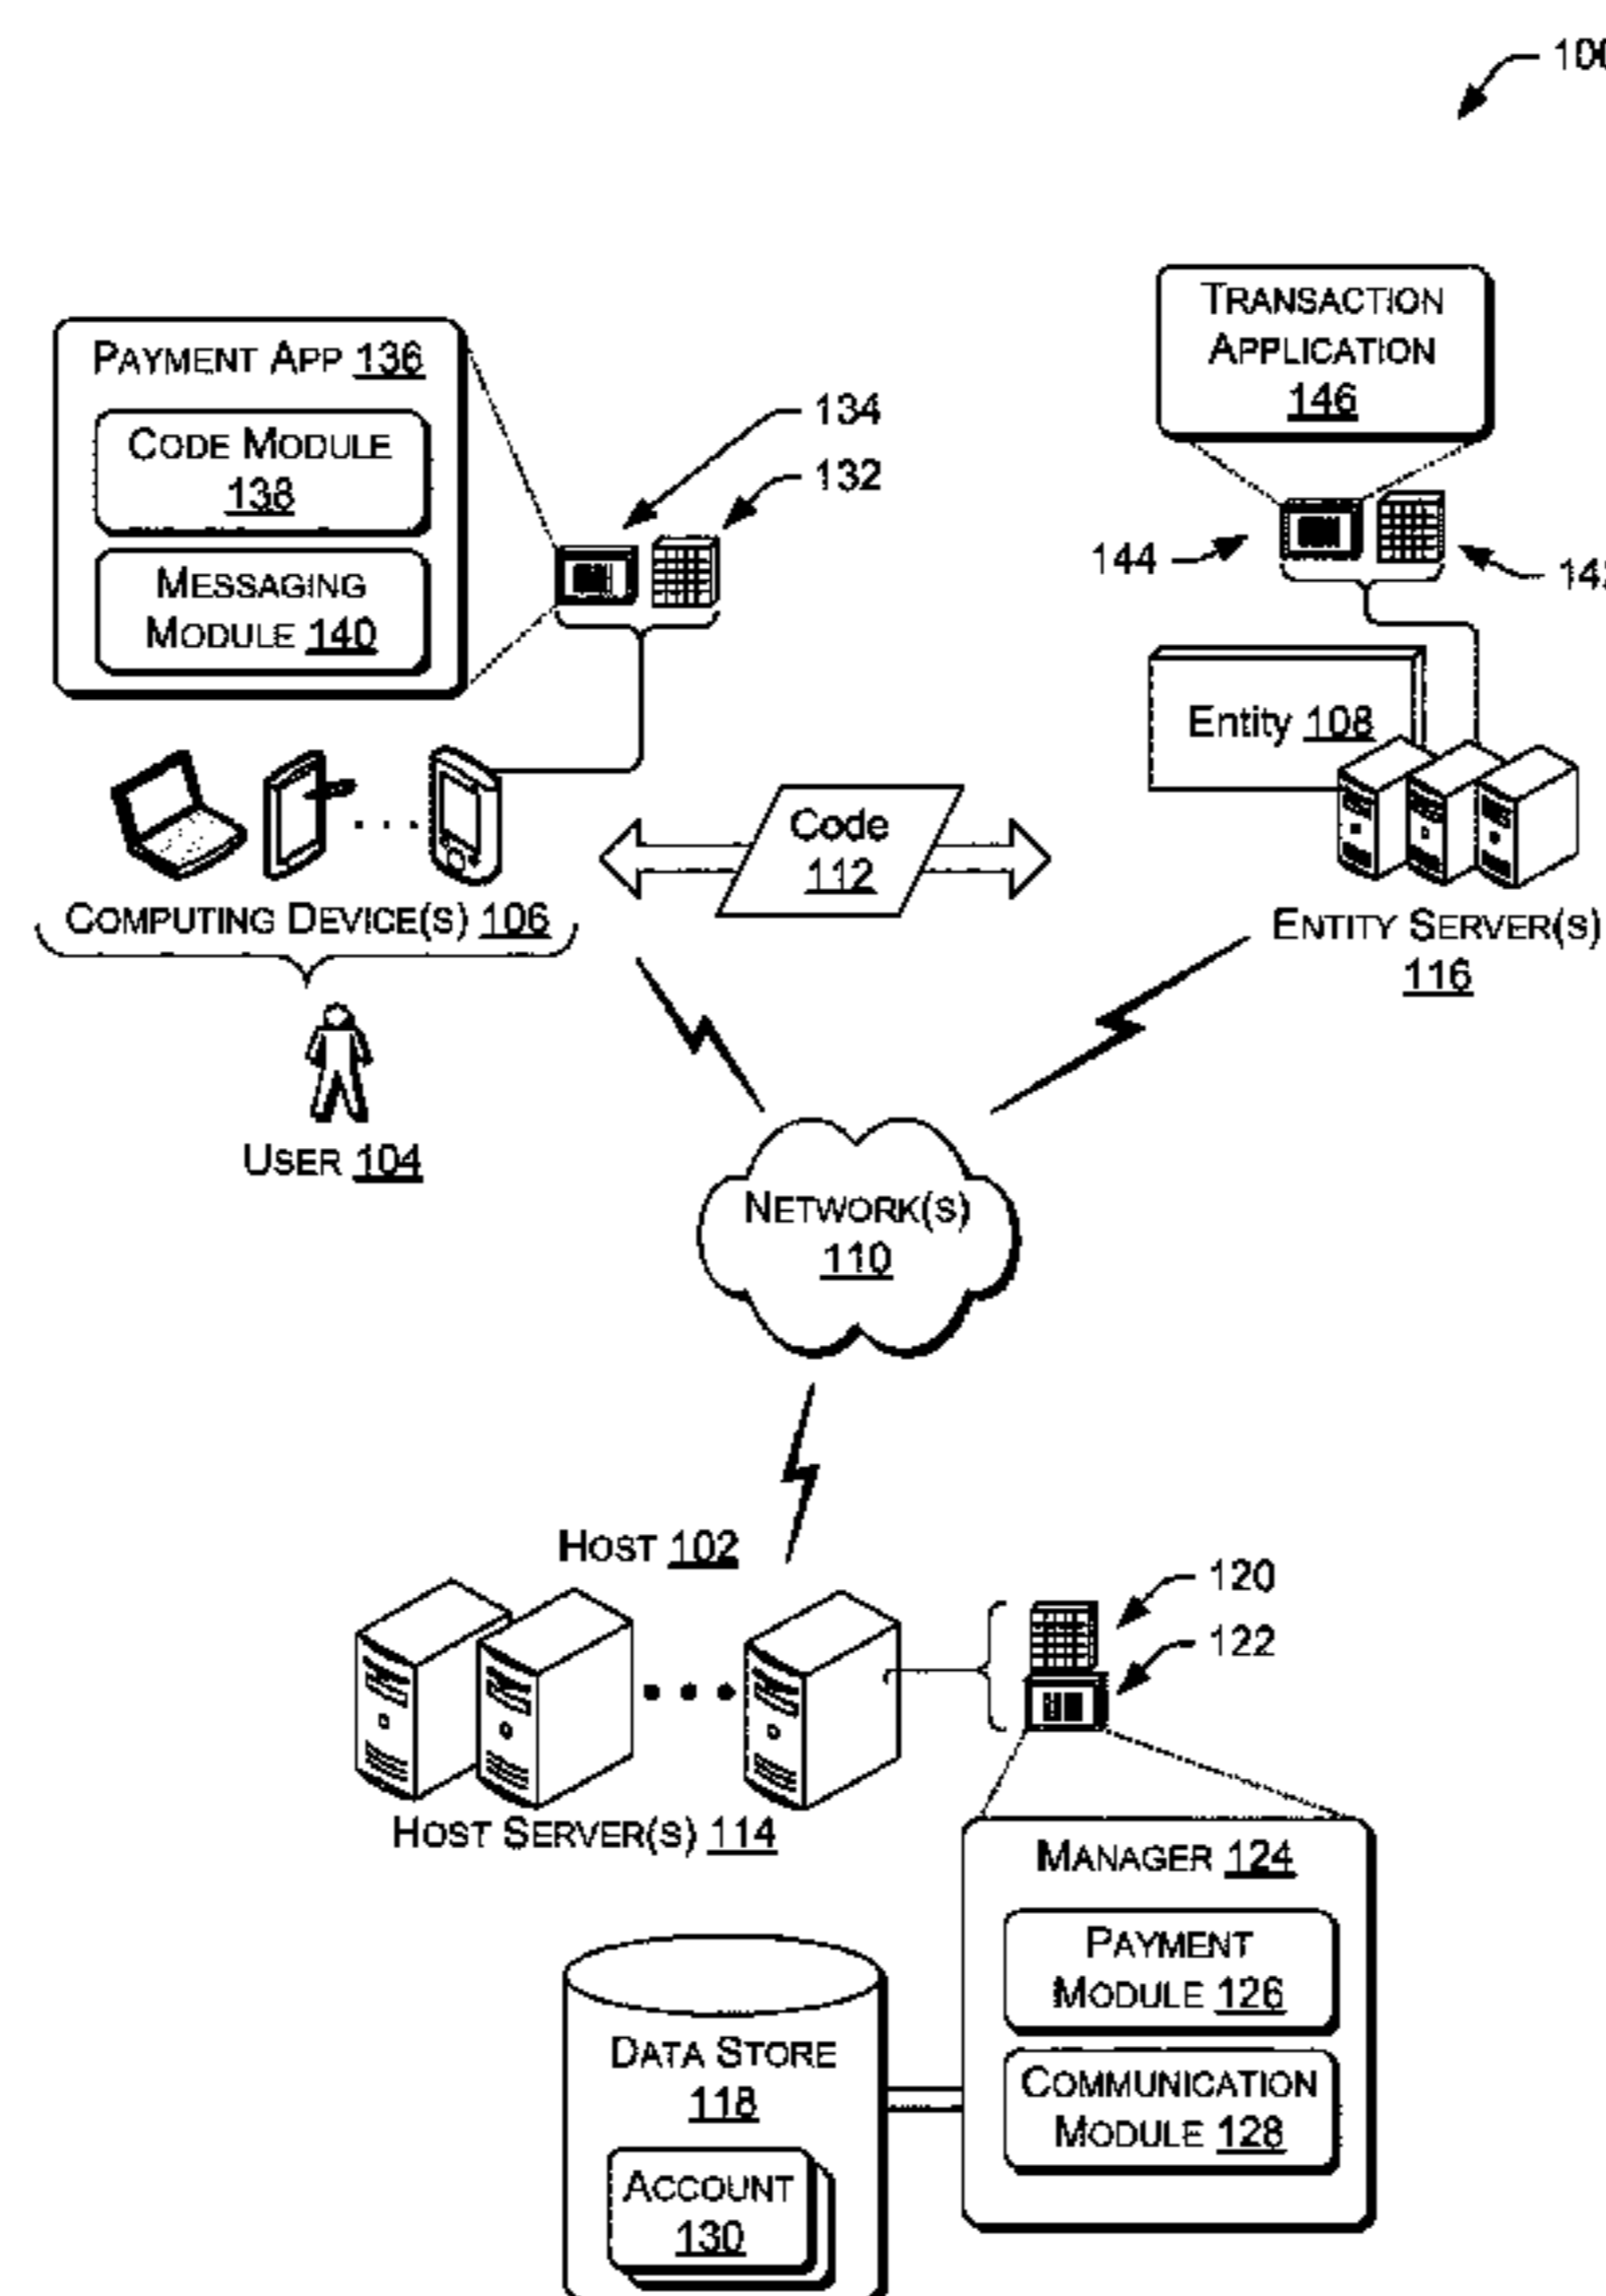 100
TRANSACTION
APPLICATION
146
PAYMENT APP 136
CODE MODULE
138
MESSAGING
MODULE 140
134
132
144
142
Entity 108
Code
112
COMPUTING DEVICE(S) 106
ENTITY SERVER(S)
116
USER 104
NETWORK(S)
110
HOST 102
120
122
HOST SERVER(S) 114
MANAGER 124
PAYMENT
MODULE 126
COMMUNICATION
MODULE 128
DATA STORE
118
ACCOUNT
130